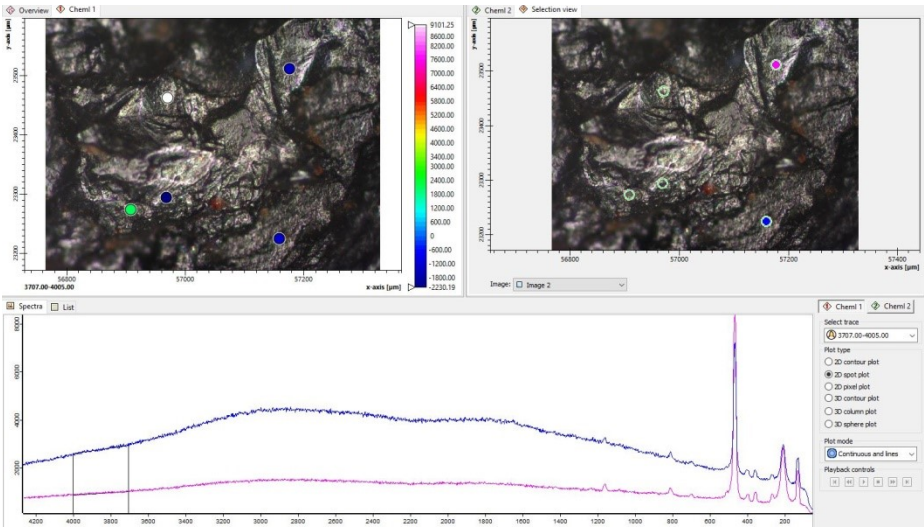 Overview ChemI 1
y-axis [µm]
23500
23400
23300
23200
56800 57000 57200
3707.00-4005.00 x-axis [µm]
9101.25
8600.00
8200.00
7600.00
7000.00
6400.00
5800.00
5200.00
4600.00
4000.00
3400.00
3000.00
2400.00
1800.00
1200.00
600.00
0
-600.00
-1200.00
-1800.00
-2230.19
ChemI 2 Selection view
y-axis [µm]
23500
23400
23300
23200
56800 57000 57200 57400
x-axis [µm]
Image: Image 2
Spectra List
8000
6000
4000
2000
4200 4000 3800 3600 3400 3200 3000 2800 2600 2400 2200 2000 1800 1600 1400 1200 1000 800 600 400 200
ChemI 1 ChemI 2
Select trace
3707.00-4005.00
Plot type
2D contour plot
2D spot plot
2D pixel plot
3D contour plot
3D column plot
3D sphere plot
Plot mode
Continuous and lines
Playback controls